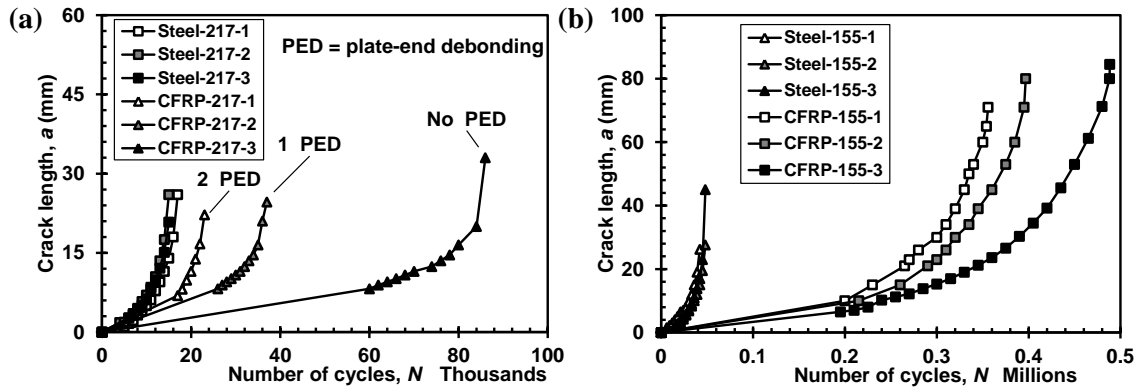 (a)
Steel-217-1
Steel-217-2
Steel-217-3
CFRP-217-1
CFRP-217-2
CFRP-217-3
PED = plate-end debonding
No PED
1 PED
2 PED
60
45
30
15
0
Crack length, a (mm)
0 20 40 60 80 100
Number of cycles, N Thousands
(b)
Steel-155-1
Steel-155-2
Steel-155-3
CFRP-155-1
CFRP-155-2
CFRP-155-3
100
80
60
40
20
0
Crack length, a (mm)
0 0.1 0.2 0.3 0.4 0.5
Number of cycles, N Millions